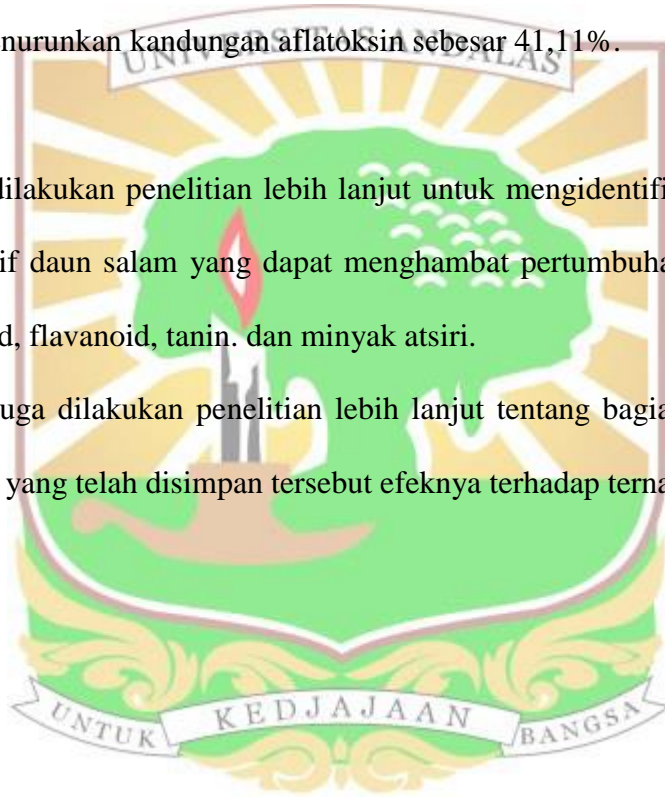 nurunkan kandungan aflatoksin sebesar 41,11%.
UNIVERSITAS ANDALAS
dilakukan penelitian lebih lanjut untuk mengidentifi
if daun salam yang dapat menghambat pertumbuha
d, flavanoid, tanin. dan minyak atsiri.
uga dilakukan penelitian lebih lanjut tentang bagia
yang telah disimpan tersebut efeknya terhadap terna
UNTUK KEDJAJAAN BANGSA